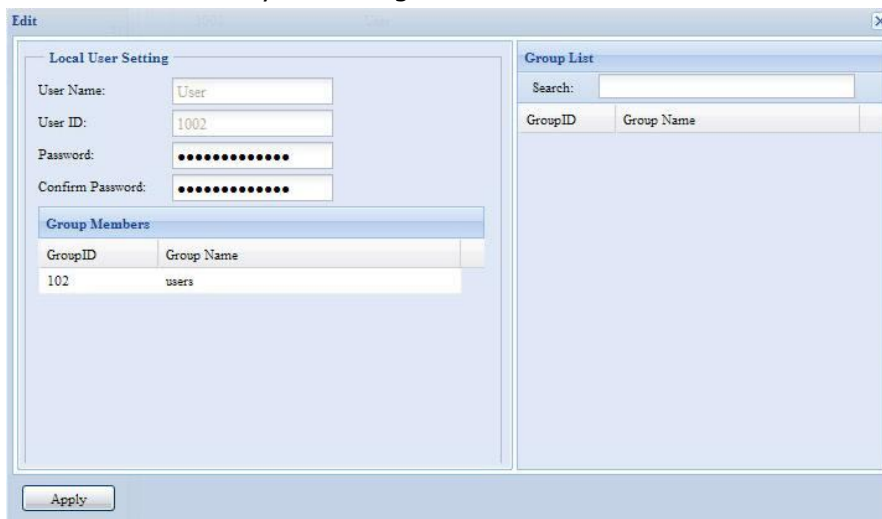 Edit
Local User Setting
User Name:
User
User ID:
1002
Password:
•••••••••••••
Confirm Password:
•••••••••••••
Group Members
GroupID Group Name
102 users
Group List
Search:
GroupID Group Name
Apply